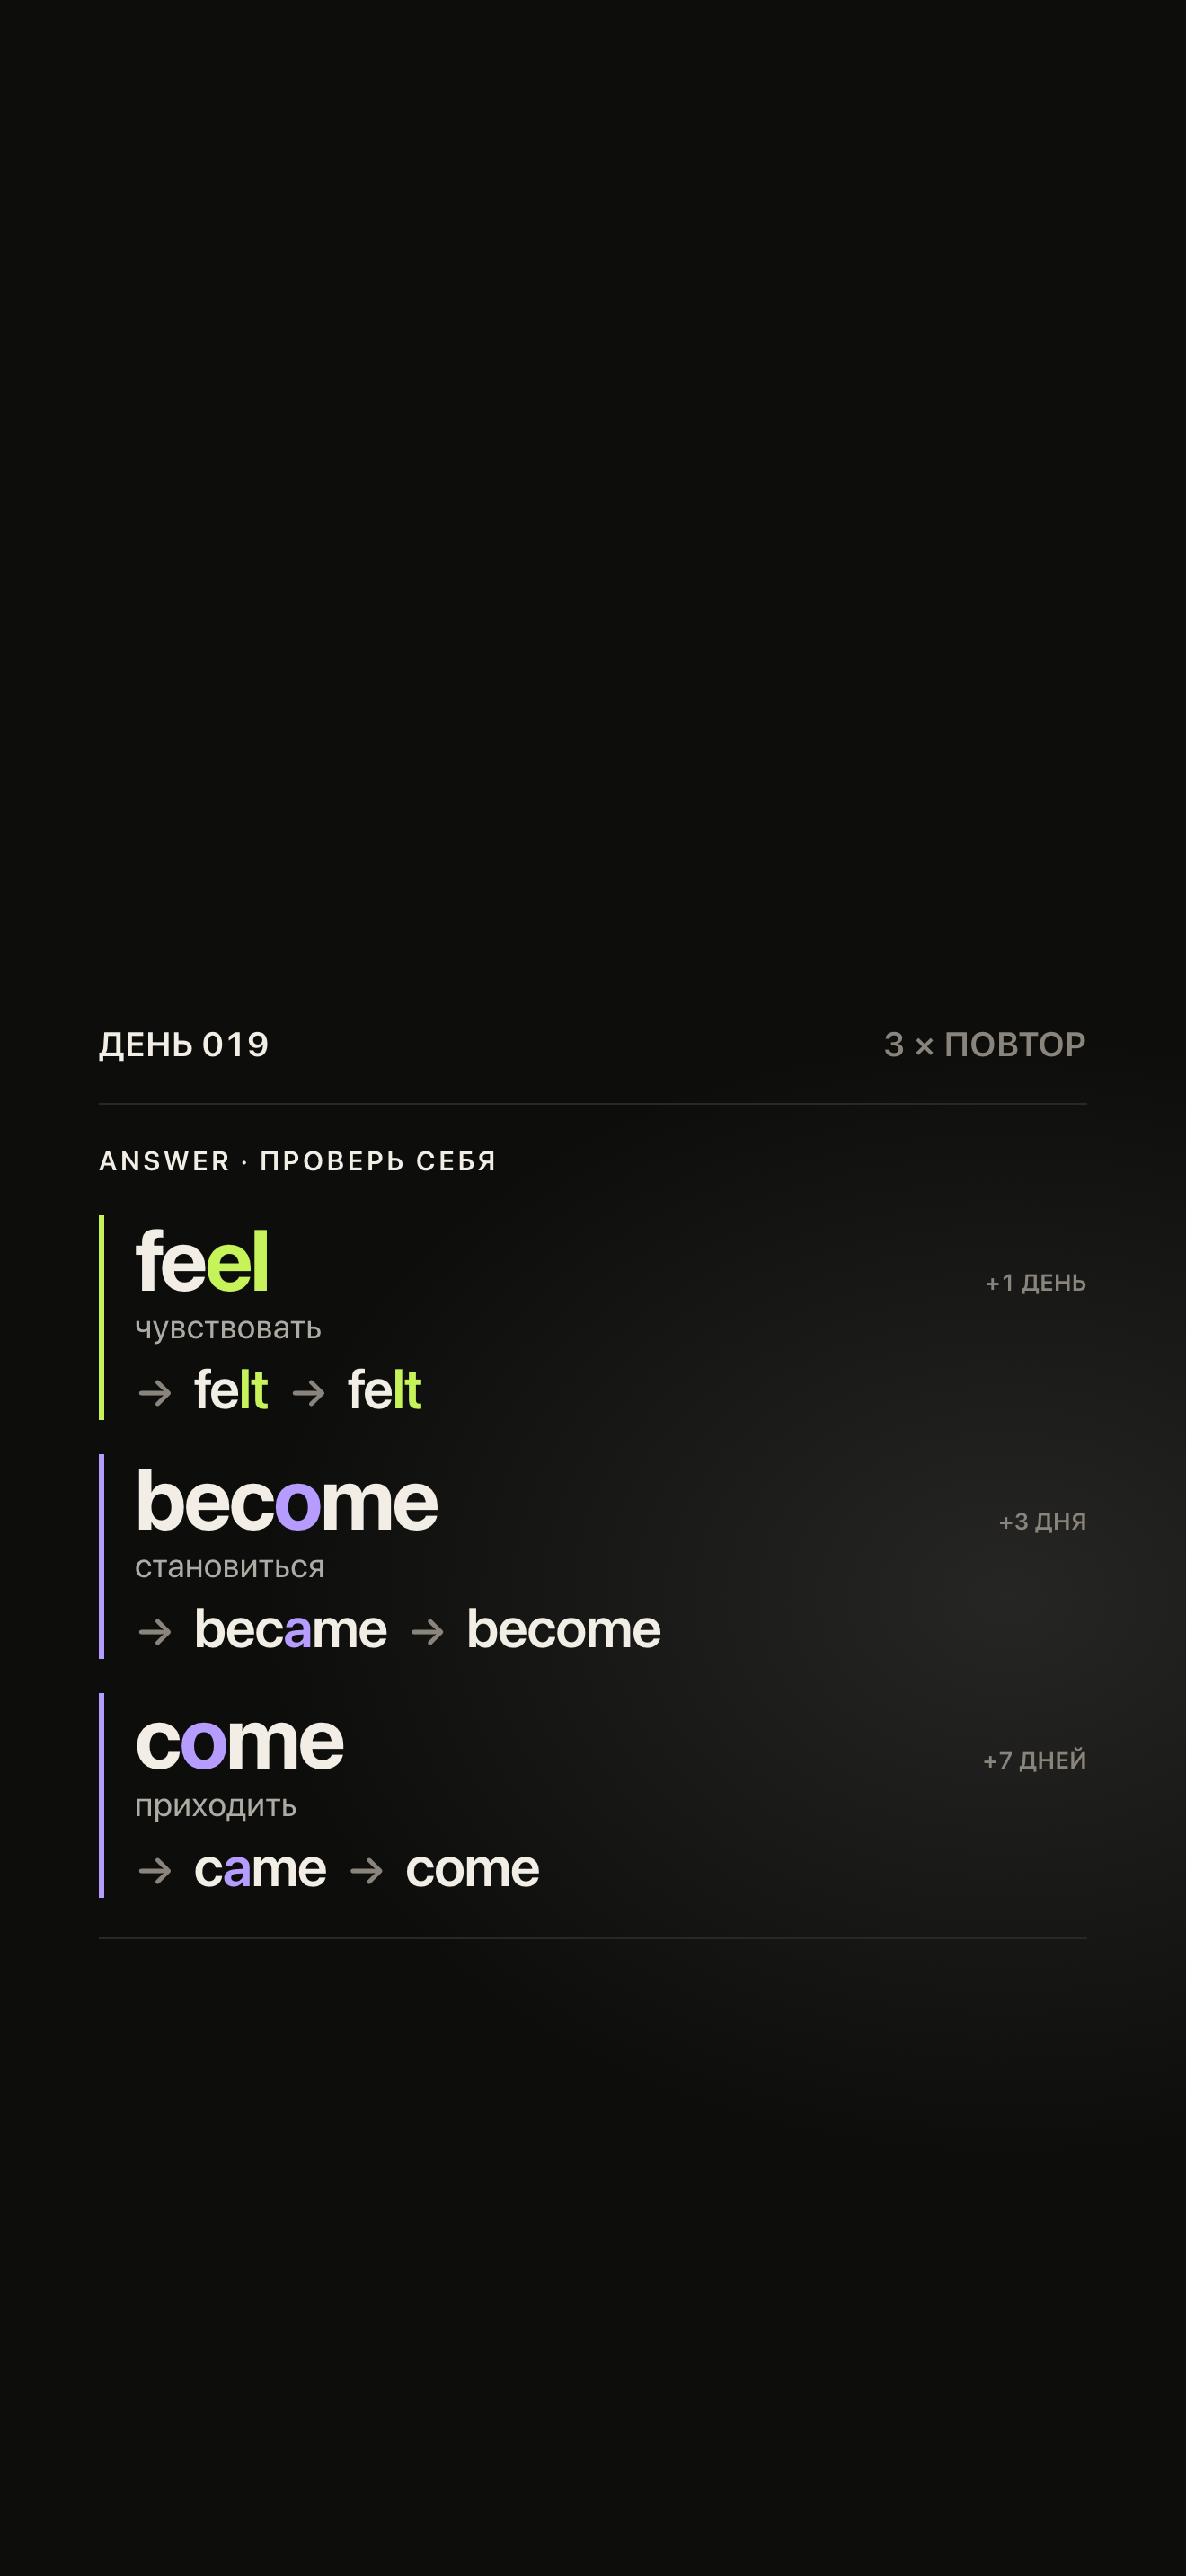 ДЕНЬ 019
3 × ПОВТОР
ANSWER · ПРОВЕРЬ СЕБЯ
feel
+1 ДЕНЬ
чувствовать
→ felt → felt
become
+3 ДНЯ
становиться
→ became → become
come
+7 ДНЕЙ
приходить
→ came → come